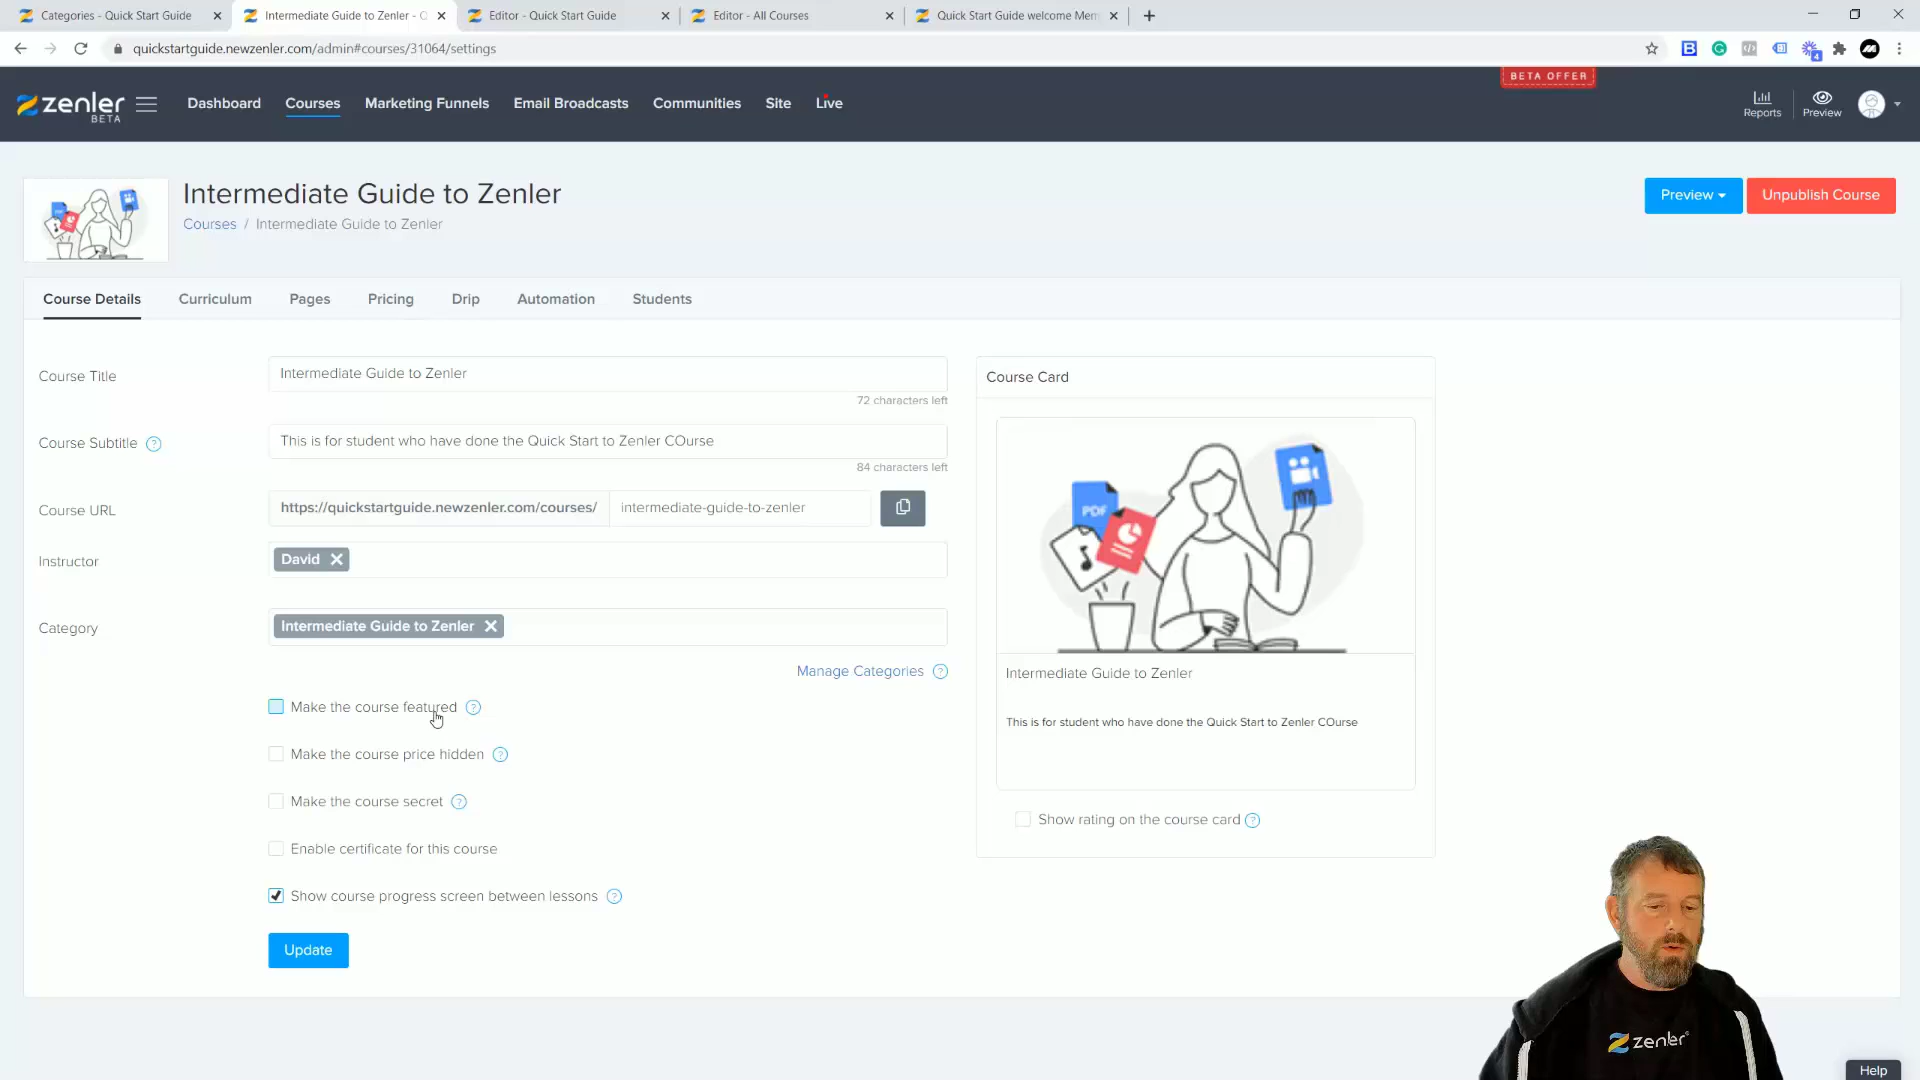 Categories - Quick Start Guide
Intermediate Guide to Zenler - Q
Editor - Quick Start Guide
Editor - All Courses
Quick Start Guide welcome Mem
quickstartguide.newzenler.com/admin#courses/31064/settings
BETA OFFER
zenler
BETA
Dashboard
Courses
Marketing Funnels
Email Broadcasts
Communities
Site
Live
Reports
Preview
Intermediate Guide to Zenler
Courses / Intermediate Guide to Zenler
Preview
Unpublish Course
Course Details
Curriculum
Pages
Pricing
Drip
Automation
Students
Course Title
Intermediate Guide to Zenler
72 characters left
Course Subtitle ?
This is for student who have done the Quick Start to Zenler COurse
84 characters left
Course URL
https://quickstartguide.newzenler.com/courses/
intermediate-guide-to-zenler
Instructor
David
Category
Intermediate Guide to Zenler
Manage Categories ?
Make the course featured ?
Make the course price hidden ?
Make the course secret ?
Enable certificate for this course
Show course progress screen between lessons ?
Update
Course Card
PDF
Intermediate Guide to Zenler
This is for student who have done the Quick Start to Zenler COurse
Show rating on the course card ?
zenler
Help